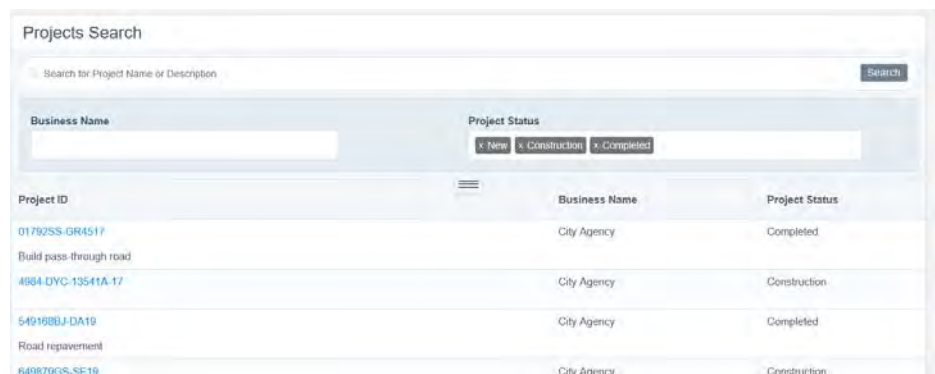 Projects Search
Search for Project Name or Description
Search
Business Name
Project Status
× New × Construction × Completed
Project ID
Business Name
Project Status
01792SS-GR4517
City Agency
Completed
Build pass-through road
4984-DYC-13541A-17
City Agency
Construction
549168BJ-DA19
City Agency
Completed
Road repavement
649879GS-SE19
City Agency
Construction